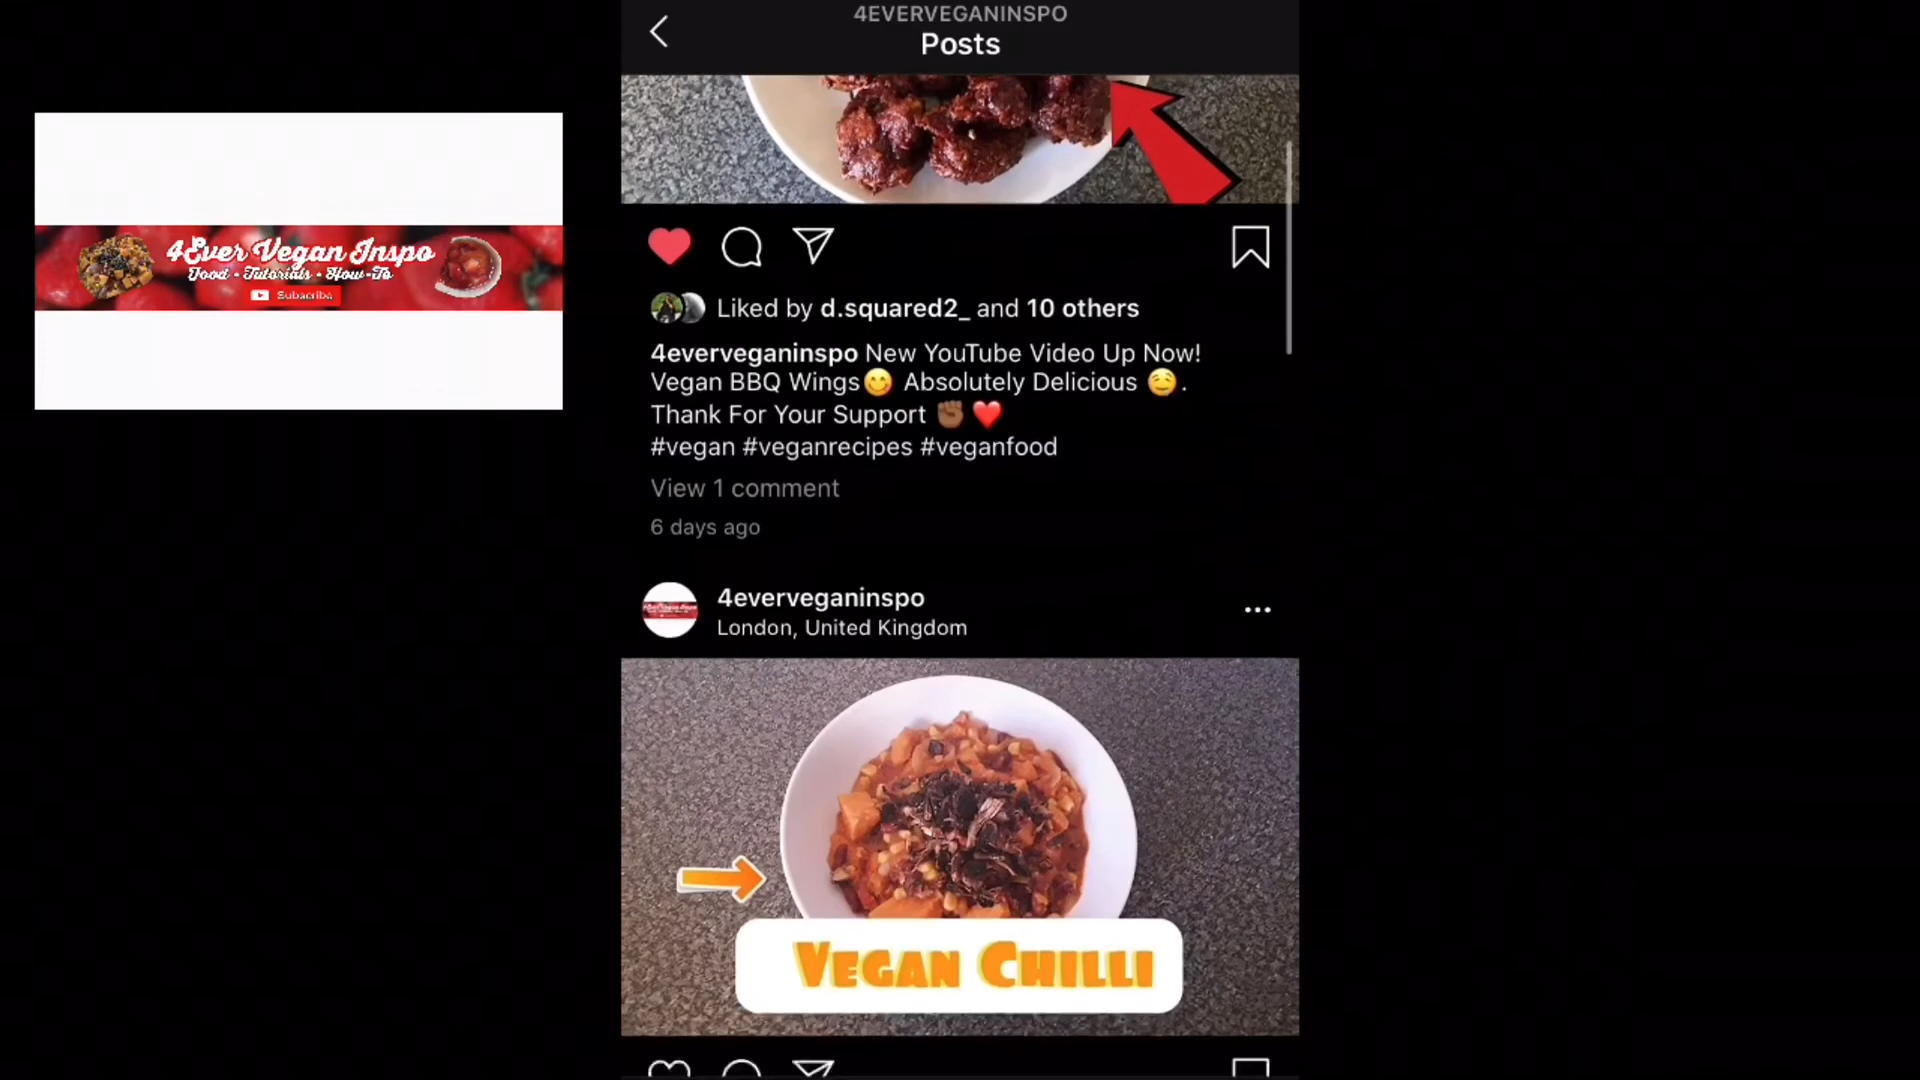 4EVERVEGANINSPO
Posts
4Ever Vegan Inspo
Food • Tutorials • How-To
Subscribe
Liked by d.squared2_ and 10 others
4everveganinspo New YouTube Video Up Now!
Vegan BBQ Wings😋 Absolutely Delicious 🤤.
Thank For Your Support ✊🏾❤️
#vegan #veganrecipes #veganfood
View 1 comment
6 days ago
4everveganinspo
London, United Kingdom
VEGAN CHILLI